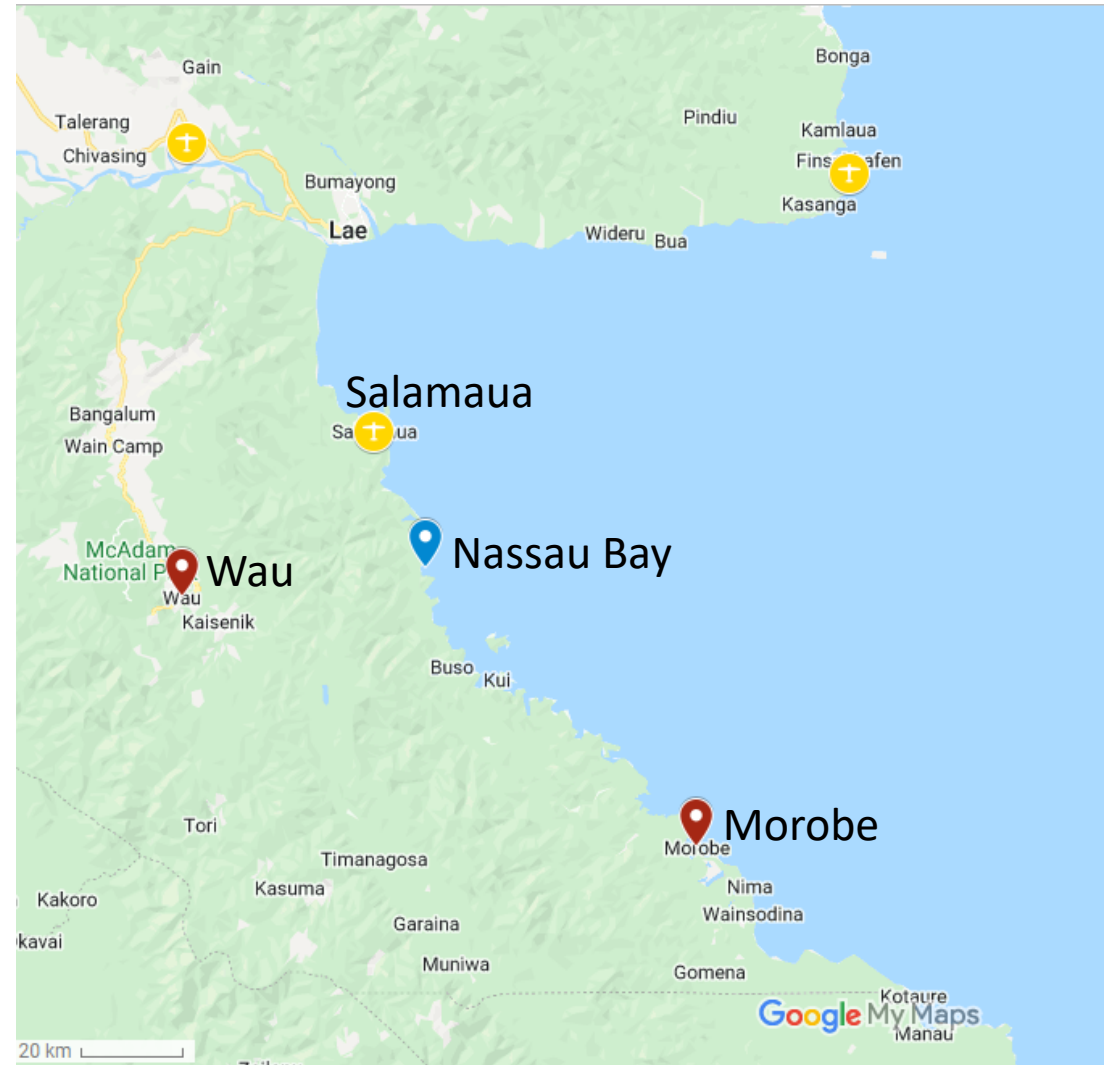 Bonga
Gain
Pindiu
Talerang
Kamlaua
Chivasing
Bumayong
Kasanga
Lae
Wideru
Bua
Salamaua
Bangalum
Wain Camp
McAdam
National P
Nassau Bay
Wau
Wau
Kaisenik
Buso
Kui
Morobe
Tori
Morobe
Timanagosa
Nima
Kasuma
Kakoro
Wainsodina
Garaina
kavai
Muniwa
Gomena
Kotaure
Google My Maps
Manau
20 km